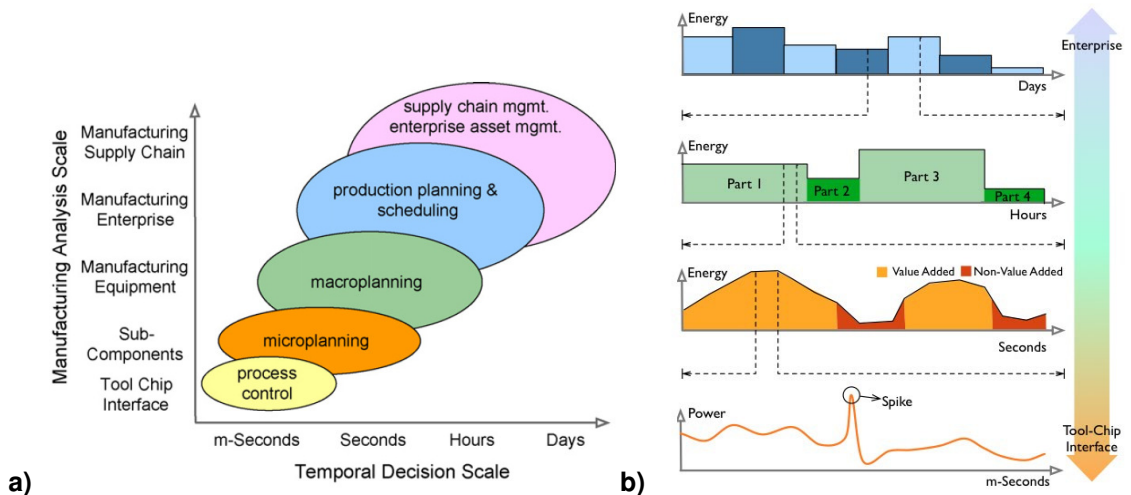 Manufacturing Analysis Scale
Manufacturing
Supply Chain
Manufacturing
Enterprise
Manufacturing
Equipment
Sub-
Components
Tool Chip
Interface
supply chain mgmt.
enterprise asset mgmt.
production planning &
scheduling
macroplanning
microplanning
process
control
m-Seconds Seconds Hours Days
Temporal Decision Scale
a)
Energy
Days
Enterprise
Energy
Part 1 Part 2 Part 3 Part 4
Hours
Energy
Value Added Non-Value Added
Seconds
Power
Spike
m-Seconds
Tool-Chip
Interface
b)